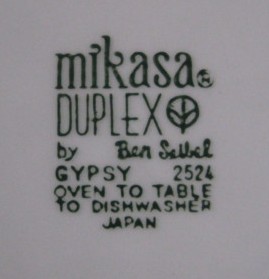 mikasa®
DUPLEX
by Ben Seibel
GYPSY 2524
OVEN TO TABLE
TO DISHWASHER
JAPAN